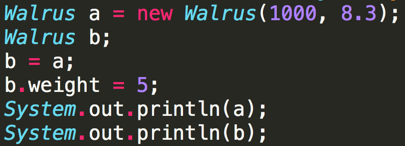 Walrus a = new Walrus(1000, 8.3);
Walrus b;
b = a;
b.weight = 5;
System.out.println(a);
System.out.println(b);